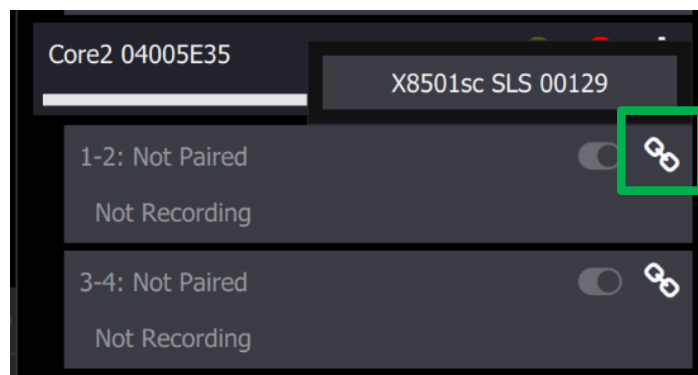 Core2 04005E35
X8501sc SLS 00129
1-2: Not Paired
Not Recording
3-4: Not Paired
Not Recording